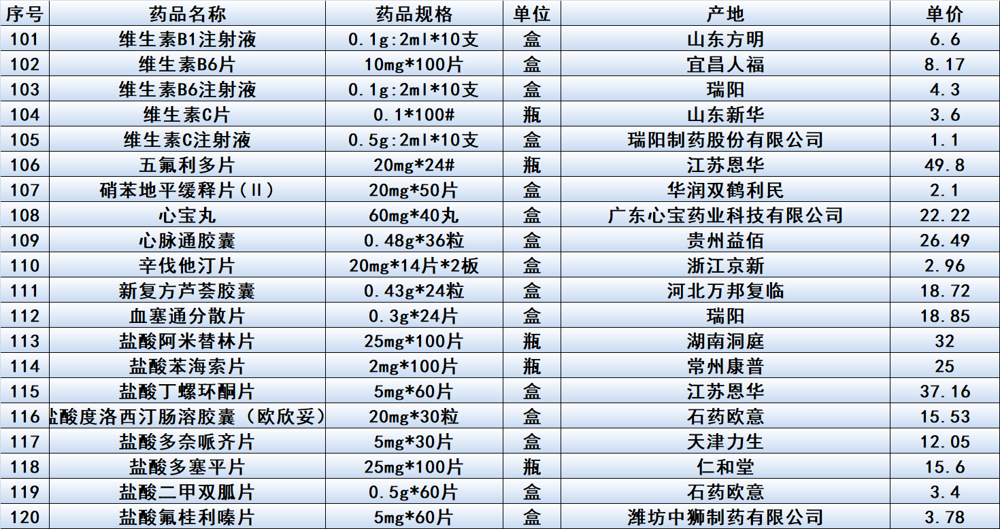 序号 药品名称 药品规格 单位 产地 单价
101 维生素B1注射液 0.1g:2ml*10支 盒 山东方明 6.6
102 维生素B6片 10mg*100片 盒 宜昌人福 8.17
103 维生素B6注射液 0.1g:2ml*10支 盒 瑞阳 4.3
104 维生素C片 0.1*100# 瓶 山东新华 3.6
105 维生素C注射液 0.5g:2ml*10支 盒 瑞阳制药股份有限公司 1.1
106 五氟利多片 20mg*24# 瓶 江苏恩华 49.8
107 硝苯地平缓释片(Ⅱ) 20mg*50片 盒 华润双鹤利民 2.1
108 心宝丸 60mg*40丸 盒 广东心宝药业科技有限公司 22.22
109 心脉通胶囊 0.48g*36粒 盒 贵州益佰 26.49
110 辛伐他汀片 20mg*14片*2板 盒 浙江京新 2.96
111 新复方芦荟胶囊 0.43g*24粒 盒 河北万邦复临 18.72
112 血塞通分散片 0.3g*24片 盒 瑞阳 18.85
113 盐酸阿米替林片 25mg*100片 瓶 湖南洞庭 32
114 盐酸苯海索片 2mg*100片 瓶 常州康普 25
115 盐酸丁螺环酮片 5mg*60片 盒 江苏恩华 37.16
116 盐酸度洛西汀肠溶胶囊（欧欣妥） 20mg*30粒 盒 石药欧意 15.53
117 盐酸多奈哌齐片 5mg*30片 盒 天津力生 12.05
118 盐酸多塞平片 25mg*100片 瓶 仁和堂 15.6
119 盐酸二甲双胍片 0.5g*60片 盒 石药欧意 3.4
120 盐酸氟桂利嗪片 5mg*60片 盒 潍坊中狮制药有限公司 3.78